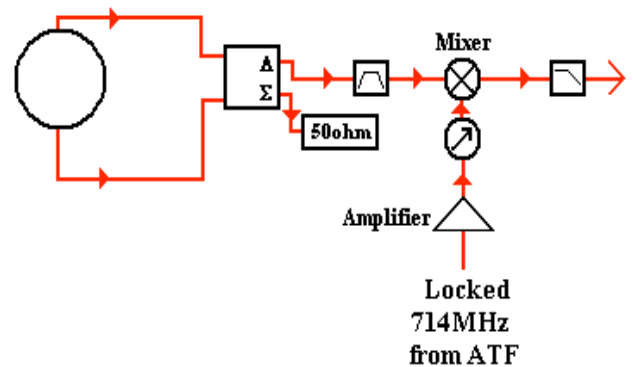 Mixer
A
Σ
50ohm
Amplifier
Locked
714MHz
from ATF